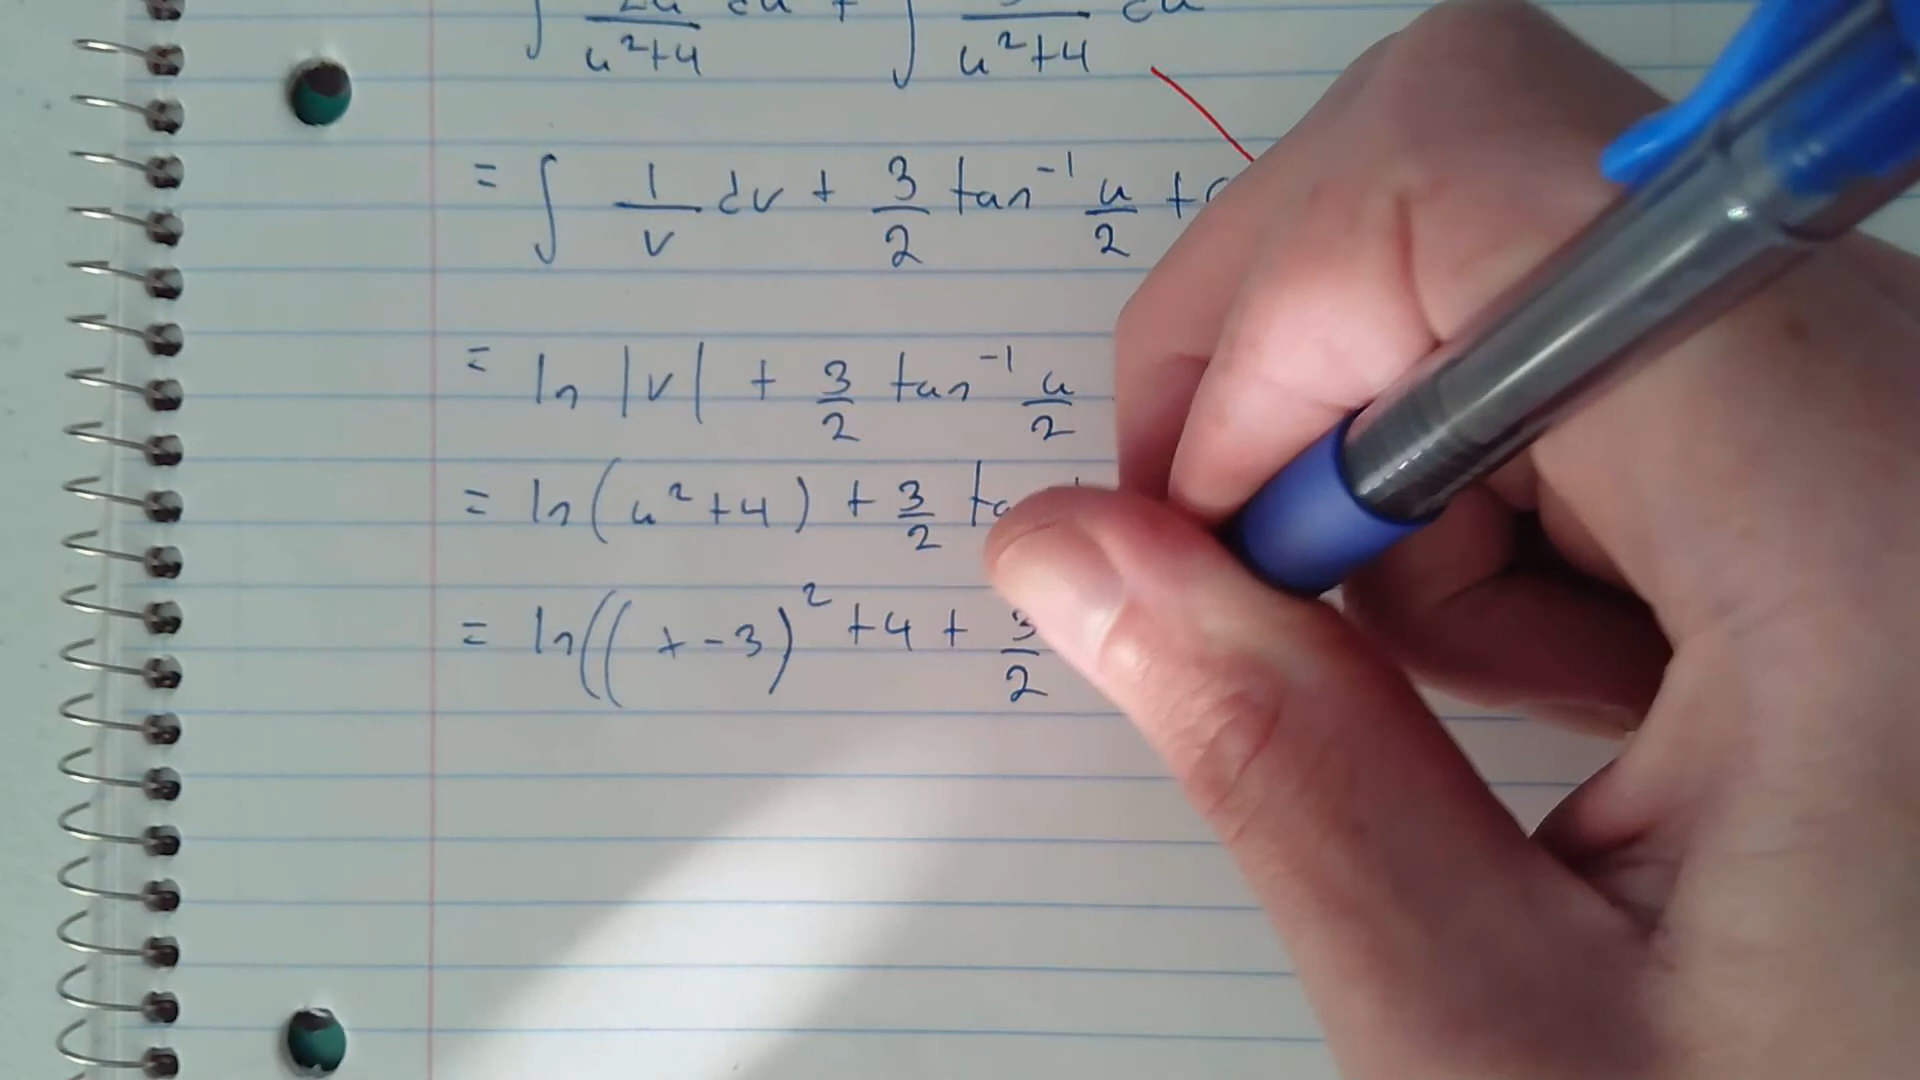 ∫ 2u/(u²+4) du + ∫ 3/(u²+4) du
= ∫ 1/v dv + 3/2 tan⁻¹ u/2 +
= ln |v| + 3/2 tan⁻¹ u/2
= ln(u²+4) + 3/2
= ln((x-3)²+4 + 3/2